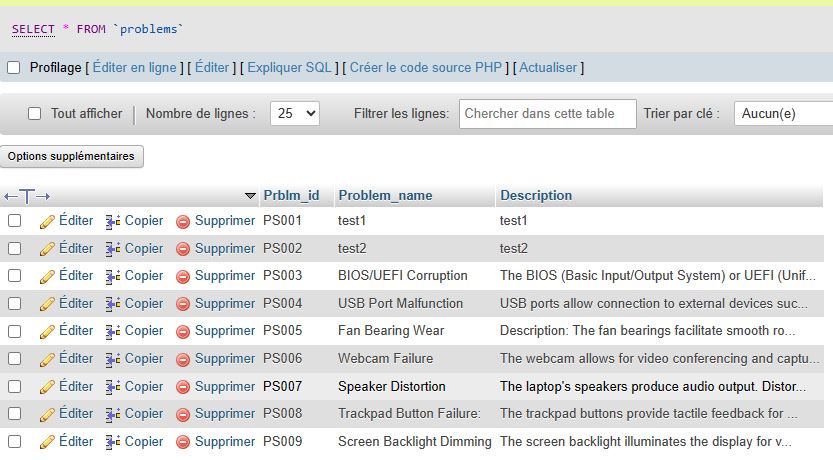 SELECT * FROM `problems`
Profilage [ Éditer en ligne ] [ Éditer ] [ Expliquer SQL ] [ Créer le code source PHP ] [ Actualiser ]
Tout afficher Nombre de lignes : 25 Filtrer les lignes: Chercher dans cette table Trier par clé : Aucun(e)
Options supplémentaires
←T→ Prblm_id Problem_name Description
Éditer Copier Supprimer PS001 test1 test1
Éditer Copier Supprimer PS002 test2 test2
Éditer Copier Supprimer PS003 BIOS/UEFI Corruption The BIOS (Basic Input/Output System) or UEFI (Unif...
Éditer Copier Supprimer PS004 USB Port Malfunction USB ports allow connection to external devices suc...
Éditer Copier Supprimer PS005 Fan Bearing Wear Description: The fan bearings facilitate smooth ro...
Éditer Copier Supprimer PS006 Webcam Failure The webcam allows for video conferencing and captu...
Éditer Copier Supprimer PS007 Speaker Distortion The laptop's speakers produce audio output. Distor...
Éditer Copier Supprimer PS008 Trackpad Button Failure: The trackpad buttons provide tactile feedback for ...
Éditer Copier Supprimer PS009 Screen Backlight Dimming The screen backlight illuminates the display for v...